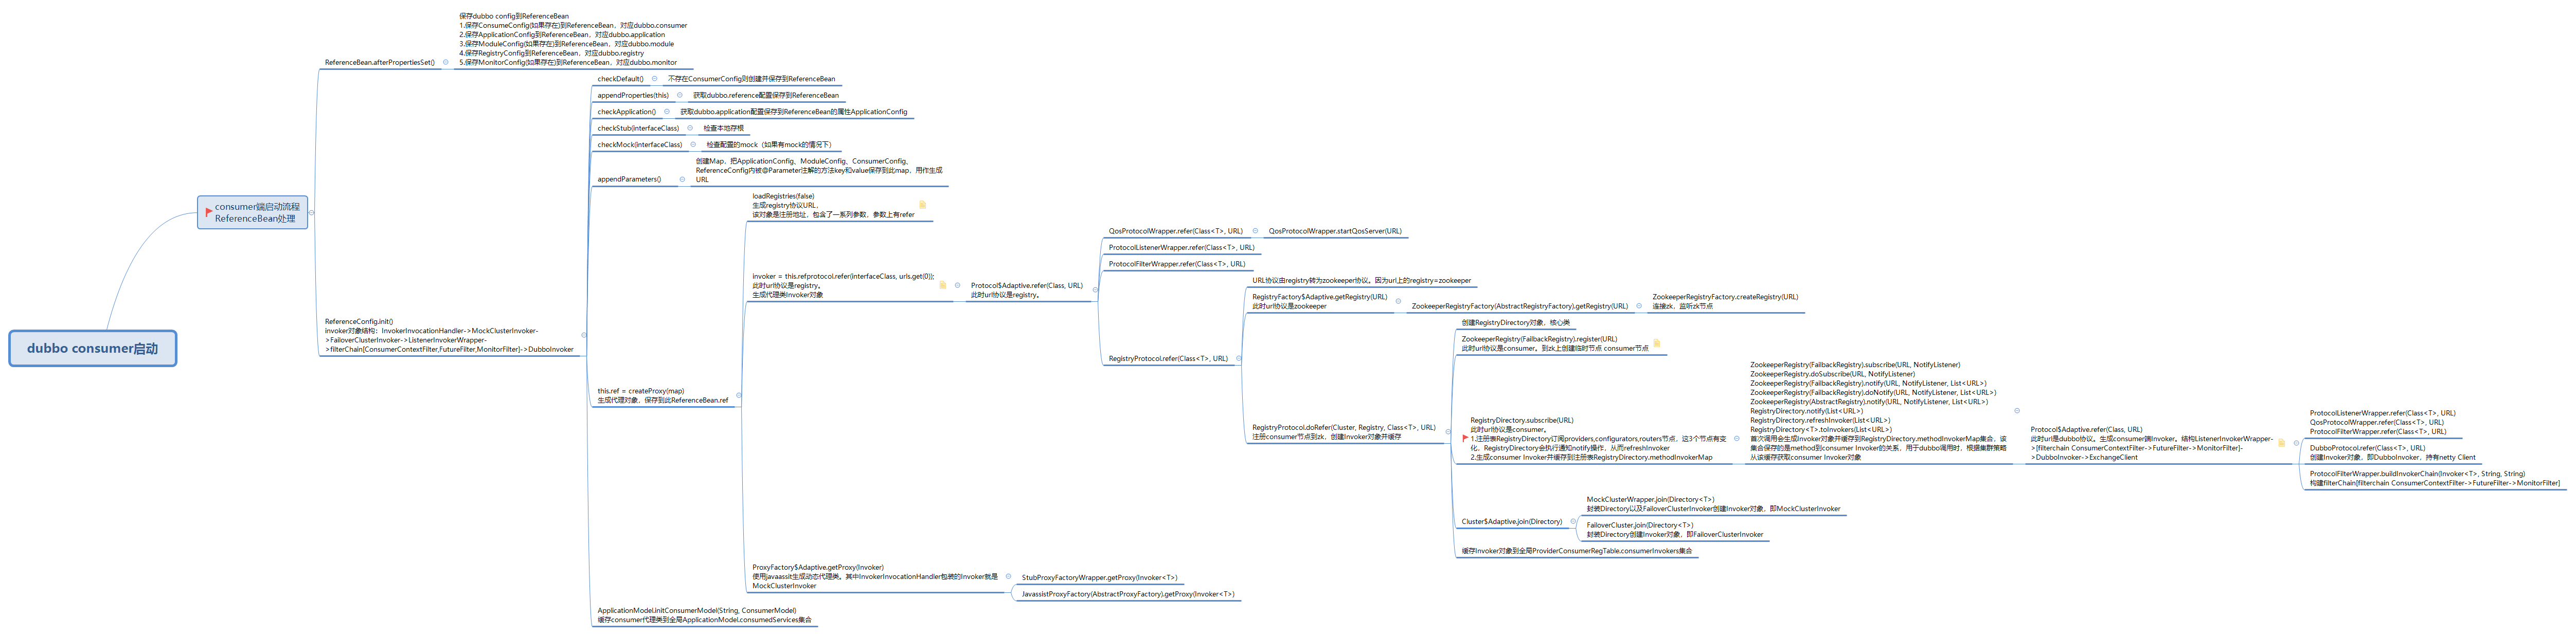 dubbo consumer启动
consumer端启动流程
ReferenceBean处理
ReferenceBean.afterPropertiesSet()
保存dubbo config到ReferenceBean
1.保存ConsumeConfig(如果存在)到ReferenceBean，对应dubbo.consumer
2.保存ApplicationConfig到ReferenceBean，对应dubbo.application
3.保存ModuleConfig(如果存在)到ReferenceBean，对应dubbo.module
4.保存RegistryConfig到ReferenceBean，对应dubbo.registry
5.保存MonitorConfig(如果存在)到ReferenceBean，对应dubbo.monitor
ReferenceConfig.init()
invoker对象结构：InvokerInvocationHandler->MockClusterInvoker-
>FailoverClusterInvoker->ListenerInvokerWrapper-
>filterChain[ConsumerContextFilter,FutureFilter,MonitorFilter]->DubboInvoker
checkDefault()
不存在ConsumerConfig则创建并保存到ReferenceBean
appendProperties(this)
获取dubbo.reference配置保存到ReferenceBean
checkApplication()
获取dubbo.application配置保存到ReferenceBean的属性ApplicationConfig
checkStub(interfaceClass)
检查本地存根
checkMock(interfaceClass)
检查配置的mock（如果有mock的情况下）
appendParameters()
创建Map，把ApplicationConfig、ModuleConfig、ConsumerConfig、
ReferenceConfig内被@Parameter注解的方法key和value保存到此map，用作生成
URL
this.ref = createProxy(map)
生成代理对象，保存到此ReferenceBean.ref
loadRegistries(false)
生成registry协议URL，
该对象是注册地址，包含了一系列参数，参数上有refer
invoker = this.refprotocol.refer(interfaceClass, urls.get(0));
此时url协议是registry。
生成代理类Invoker对象
Protocol$Adaptive.refer(Class, URL)
此时url协议是registry。
QosProtocolWrapper.refer(Class<T>, URL)
QosProtocolWrapper.startQosServer(URL)
ProtocolListenerWrapper.refer(Class<T>, URL)
ProtocolFilterWrapper.refer(Class<T>, URL)
RegistryProtocol.refer(Class<T>, URL)
URL协议由registry转为zookeeper协议。因为url上的registry=zookeeper
RegistryFactory$Adaptive.getRegistry(URL)
此时url协议是zookeeper
ZookeeperRegistryFactory(AbstractRegistryFactory).getRegistry(URL)
ZookeeperRegistryFactory.createRegistry(URL)
连接zk，监听zk节点
RegistryProtocol.doRefer(Cluster, Registry, Class<T>, URL)
注册consumer节点到zk，创建Invoker对象并缓存
创建RegistryDirectory对象，核心类
ZookeeperRegistry(FailbackRegistry).register(URL)
此时url协议是consumer。到zk上创建临时节点 consumer节点
RegistryDirectory.subscribe(URL)
此时url协议是consumer。
1.注册表RegistryDirectory订阅providers,configurators,routers节点，这3个节点有变
化，RegistryDirectory会执行通知notify操作，从而refreshInvoker
2.生成consumer Invoker并缓存到注册表RegistryDirectory.methodInvokerMap
ZookeeperRegistry(FailbackRegistry).subscribe(URL, NotifyListener)
ZookeeperRegistry.doSubscribe(URL, NotifyListener)
ZookeeperRegistry(FailbackRegistry).notify(URL, NotifyListener, List<URL>)
ZookeeperRegistry(FailbackRegistry).doNotify(URL, NotifyListener, List<URL>)
ZookeeperRegistry(AbstractRegistry).notify(URL, NotifyListener, List<URL>)
RegistryDirectory.notify(List<URL>)
RegistryDirectory.refreshInvoker(List<URL>)
RegistryDirectory<T>.toInvokers(List<URL>)
首次调用会生成Invoker对象并缓存到RegistryDirectory.methodInvokerMap集合，该
集合保存的是method到consumer Invoker的关系，用于dubbo调用时，根据集群策略
从该缓存获取consumer Invoker对象
Protocol$Adaptive.refer(Class, URL)
此时url是dubbo协议。生成consumer端Invoker。结构ListenerInvokerWrapper-
>[filterchain ConsumerContextFilter->FutureFilter->MonitorFilter]-
>DubboInvoker->ExchangeClient
ProtocolListenerWrapper.refer(Class<T>, URL)
QosProtocolWrapper.refer(Class<T>, URL)
ProtocolFilterWrapper.refer(Class<T>, URL)
DubboProtocol.refer(Class<T>, URL)
创建Invoker对象，即DubboInvoker，持有netty Client
ProtocolFilterWrapper.buildInvokerChain(Invoker<T>, String, String)
构建filterChain[filterchain ConsumerContextFilter->FutureFilter->MonitorFilter]
Cluster$Adaptive.join(Directory)
MockClusterWrapper.join(Directory<T>)
封装Directory以及FailoverClusterInvoker创建Invoker对象，即MockClusterInvoker
FailoverCluster.join(Directory<T>)
封装Directory创建Invoker对象，即FailoverClusterInvoker
缓存Invoker对象到全局ProviderConsumerRegTable.consumerInvokers集合
ProxyFactory$Adaptive.getProxy(Invoker)
使用javaassit生成动态代理类。其中InvokerInvocationHandler包装的Invoker就是
MockClusterInvoker
StubProxyFactoryWrapper.getProxy(Invoker<T>)
JavassistProxyFactory(AbstractProxyFactory).getProxy(Invoker<T>)
ApplicationModel.initConsumerModel(String, ConsumerModel)
缓存consumer代理类到全局ApplicationModel.consumedServices集合